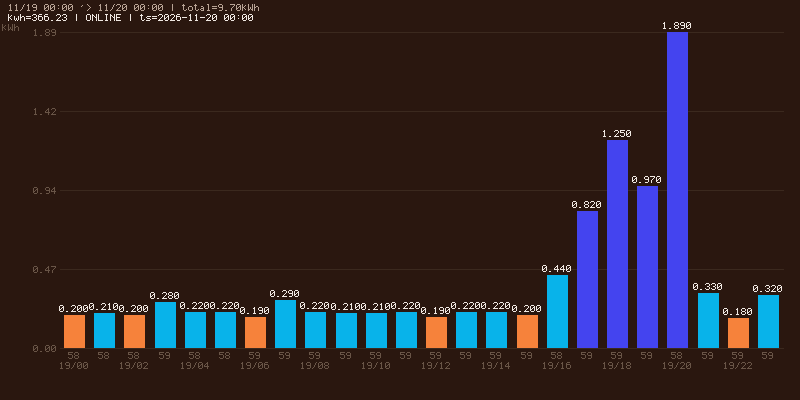 11/19 00:00 -> 11/20 00:00 | total=9.70kWh
Kwh=366.23 | ONLINE | ts=2026-11-20 00:00
kWh
1.89
1.42
0.94
0.47
0.00
0.200 0.210 0.200 0.280 0.220 0.220 0.190 0.290 0.220 0.210 0.210 0.220 0.190 0.220 0.220 0.200 0.440 0.820 1.250 0.970 1.890 0.330 0.180 0.320
58 58 58 59 58 58 59 59 58 59 59 59 59 59 59 59 58 59 59 59 58 59 59 59
19/00 19/02 19/04 19/06 19/08 19/10 19/12 19/14 19/16 19/18 19/20 19/22